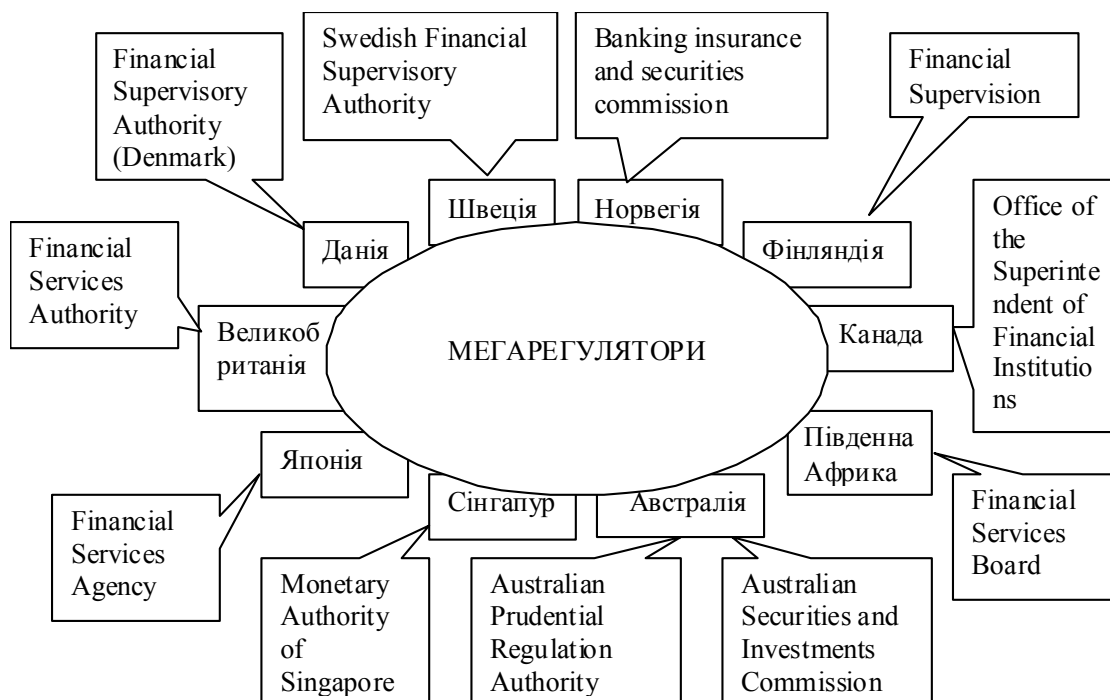 Financial
Supervisory
Authority
(Denmark)
Swedish Financial
Supervisory
Authority
Banking insurance
and securities
commission
Financial
Supervision
Office of
the
Superinte
ndent of
Financial
Institutio
ns
Financial
Services
Authority
Швеція
Норвегія
Данія
Фінляндія
Великоб
ританія
МЕГАРЕГУЛЯТОРИ
Канада
Японія
Південна
Африка
Сінгапур
Австралія
Financial
Services
Agency
Monetary
Authority
of
Singapore
Australian
Prudential
Regulation
Authority
Australian
Securities and
Investments
Commission
Financial
Services
Board